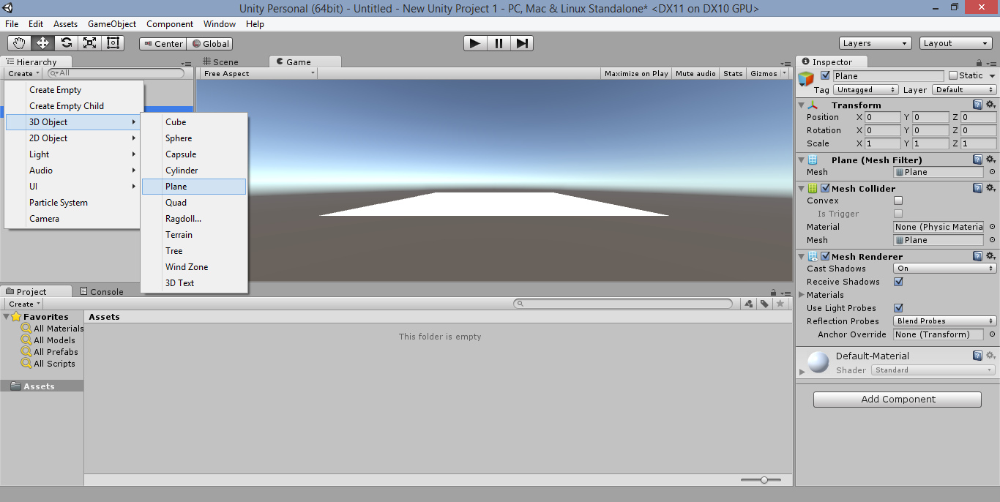 Unity Personal (64bit) - Untitled - New Unity Project 1 - PC, Mac & Linux Standalone* <DX11 on DX10 GPU>
File Edit Assets GameObject Component Window Help
Center Global Layers Layout
Hierarchy
Create All
Create Empty
Create Empty Child
3D Object
2D Object
Light
Audio
UI
Particle System
Camera
Cube
Sphere
Capsule
Cylinder
Plane
Quad
Ragdoll...
Terrain
Tree
Wind Zone
3D Text
Scene Game
Free Aspect Maximize on Play Mute audio Stats Gizmos
Inspector
Plane Static
Tag Untagged Layer Default
Transform
Position X 0 Y 0 Z 0
Rotation X 0 Y 0 Z 0
Scale X 1 Y 1 Z 1
Plane (Mesh Filter)
Mesh Plane
Mesh Collider
Convex
Is Trigger
Material None (Physic Materia
Mesh Plane
Mesh Renderer
Cast Shadows On
Receive Shadows
Materials
Use Light Probes
Reflection Probes Blend Probes
Anchor Override None (Transform)
Default-Material
Shader Standard
Add Component
Project Console
Create
Favorites
All Materials
All Models
All Prefabs
All Scripts
Assets
Assets
This folder is empty